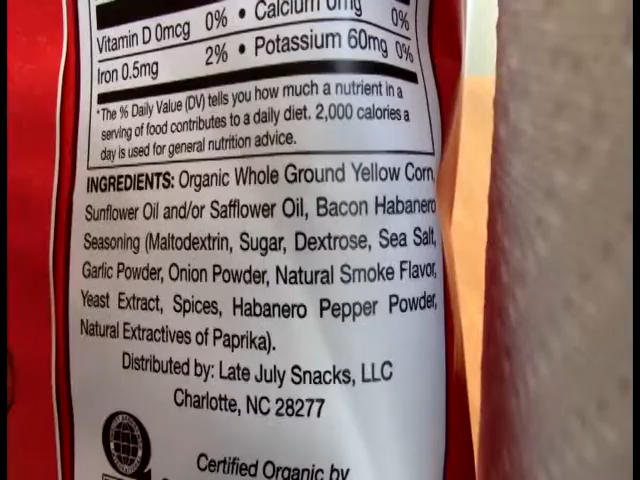 Vitamin D 0mcg 0% • Calcium 0mg 0%
Iron 0.5mg 2% • Potassium 60mg 0%
*The % Daily Value (DV) tells you how much a nutrient in a
serving of food contributes to a daily diet. 2,000 calories a
day is used for general nutrition advice.
INGREDIENTS: Organic Whole Ground Yellow Corn,
Sunflower Oil and/or Safflower Oil, Bacon Habanero
Seasoning (Maltodextrin, Sugar, Dextrose, Sea Salt,
Garlic Powder, Onion Powder, Natural Smoke Flavor,
Yeast Extract, Spices, Habanero Pepper Powder,
Natural Extractives of Paprika).
Distributed by: Late July Snacks, LLC
Charlotte, NC 28277
Certified Organic by